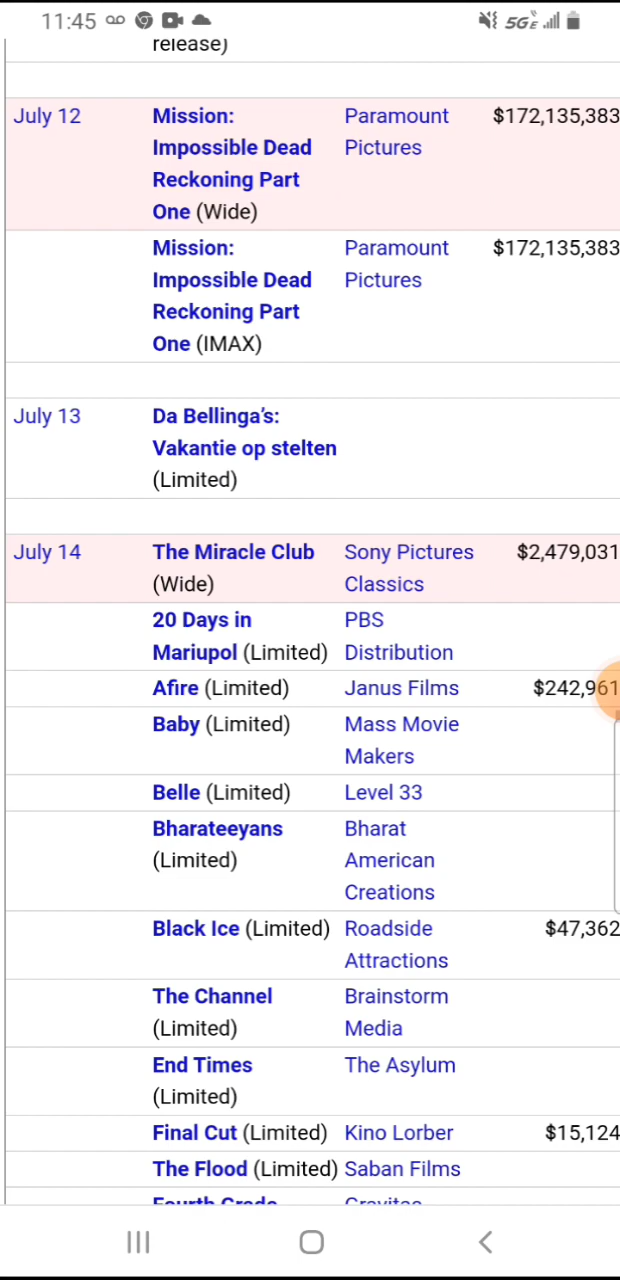 11:45
5GE
release)
July 12 Mission: Paramount $172,135,383
Impossible Dead Pictures
Reckoning Part
One (Wide)
Mission: Paramount $172,135,383
Impossible Dead Pictures
Reckoning Part
One (IMAX)
July 13 Da Bellinga’s:
Vakantie op stelten
(Limited)
July 14 The Miracle Club Sony Pictures $2,479,031
(Wide) Classics
20 Days in PBS
Mariupol (Limited) Distribution
Afire (Limited) Janus Films $242,961
Baby (Limited) Mass Movie
Makers
Belle (Limited) Level 33
Bharateeyans Bharat
(Limited) American
Creations
Black Ice (Limited) Roadside $47,362
Attractions
The Channel Brainstorm
(Limited) Media
End Times The Asylum
(Limited)
Final Cut (Limited) Kino Lorber $15,124
The Flood (Limited) Saban Films
Fourth Grade Gravitas